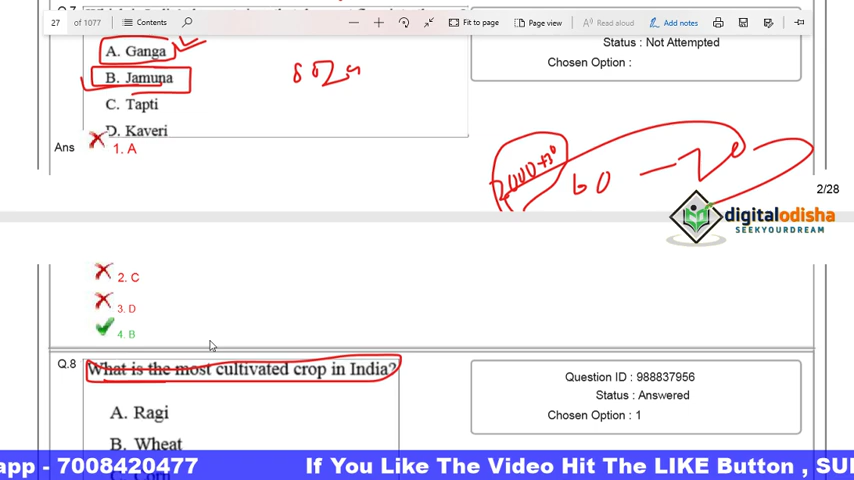 27
of 1077
Contents
Fit to page
Page view
Read aloud
Add notes
Q.7
A. Ganga
B. Jamuna
C. Tapti
D. Kaveri
Status : Not Attempted
Chosen Option :
Ans
1. A
60
2/28
digitalodisha
SEEKYOURDREAM
2. C
3. D
4. B
Q.8
What is the most cultivated crop in India?
A. Ragi
B. Wheat
Question ID : 988837956
Status : Answered
Chosen Option : 1
app - 7008420477 If You Like The Video Hit The LIKE Button , SU